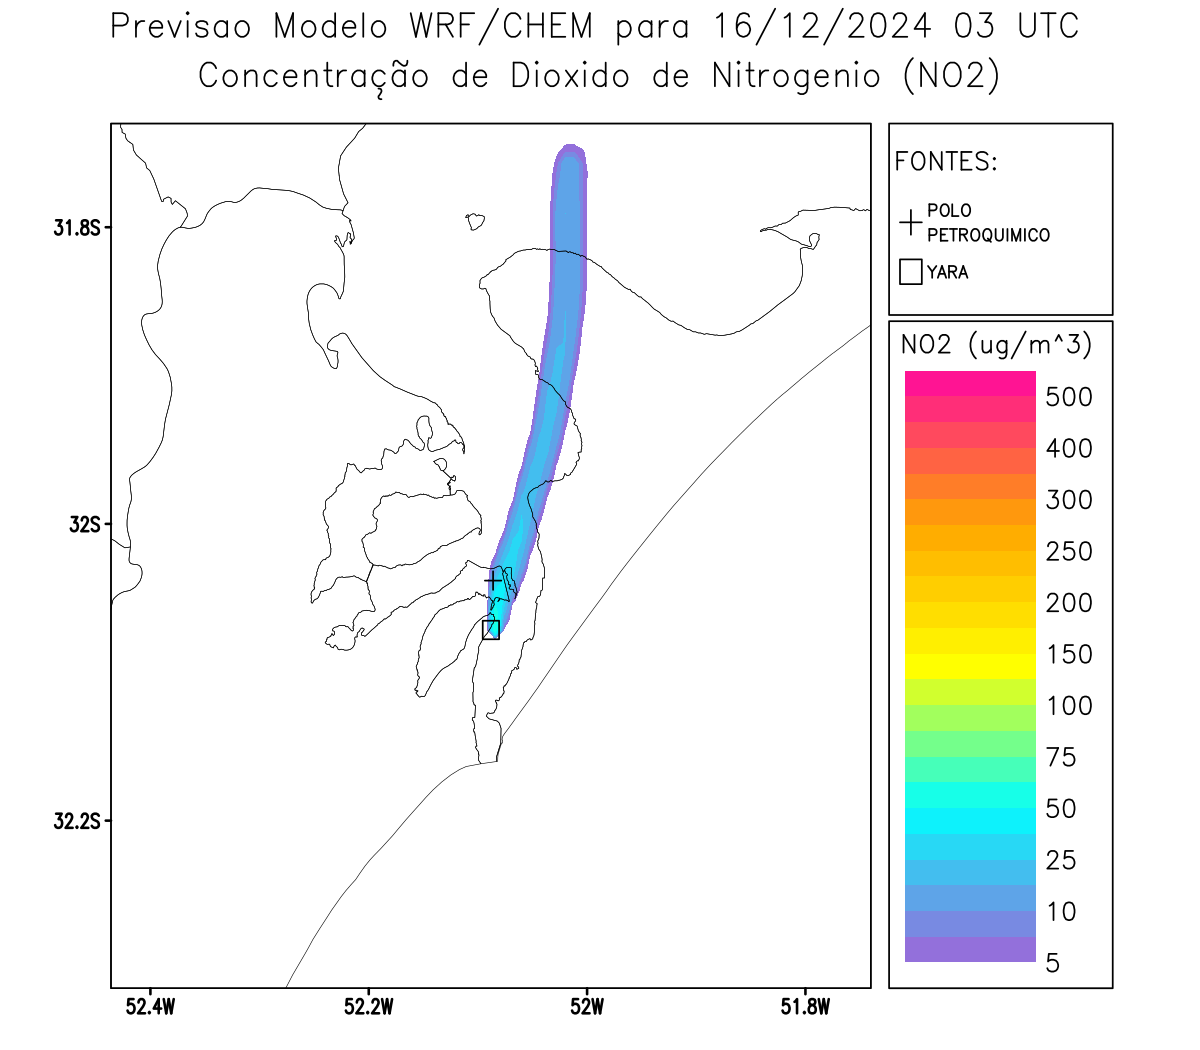 Previsao Modelo WRF/CHEM para 16/12/2024 03 UTC
Concentração de Dioxido de Nitrogenio (NO2)
FONTES:
POLO
PETROQUIMICO
YARA
31.8S
32S
32.2S
52.4W
52.2W
52W
51.8W
NO2 (ug/m^3)
500
400
300
250
200
150
100
75
50
25
10
5